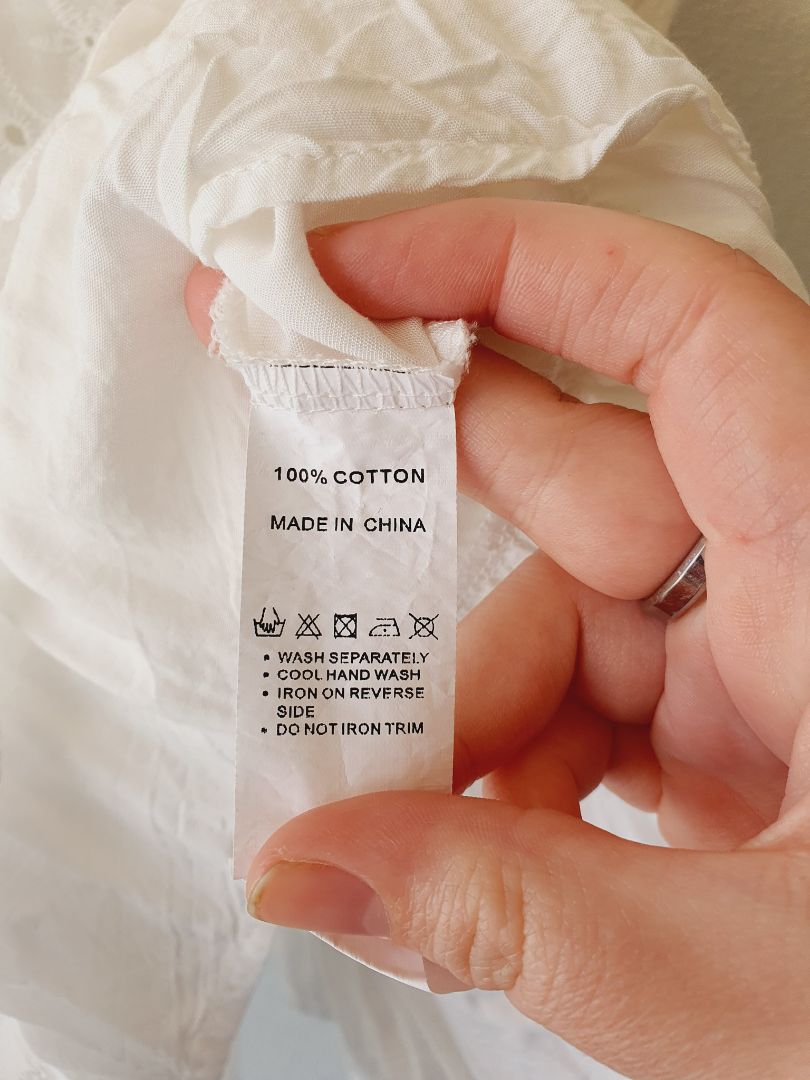 100% COTTON
MADE IN CHINA
• WASH SEPARATELY
• COOL HAND WASH
• IRON ON REVERSE
SIDE
• DO NOT IRON TRIM